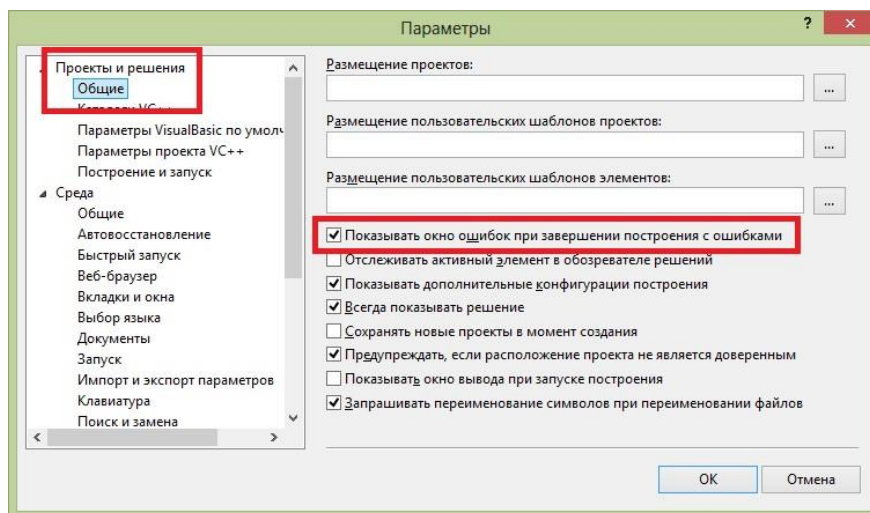 Параметры
?
Проекты и решения
Общие
Каталоги VC++
Параметры VisualBasic по умолч
Параметры проекта VC++
Построение и запуск
Среда
Общие
Автовосстановление
Быстрый запуск
Веб-браузер
Вкладки и окна
Выбор языка
Документы
Запуск
Импорт и экспорт параметров
Клавиатура
Поиск и замена
Размещение проектов:
...
Размещение пользовательских шаблонов проектов:
...
Размещение пользовательских шаблонов элементов:
...
Показывать окно ошибок при завершении построения с ошибками
Отслеживать активный элемент в обозревателе решений
Показывать дополнительные конфигурации построения
Всегда показывать решение
Сохранять новые проекты в момент создания
Предупреждать, если расположение проекта не является доверенным
Показывать окно вывода при запуске построения
Запрашивать переименование символов при переименовании файлов
ОК
Отмена